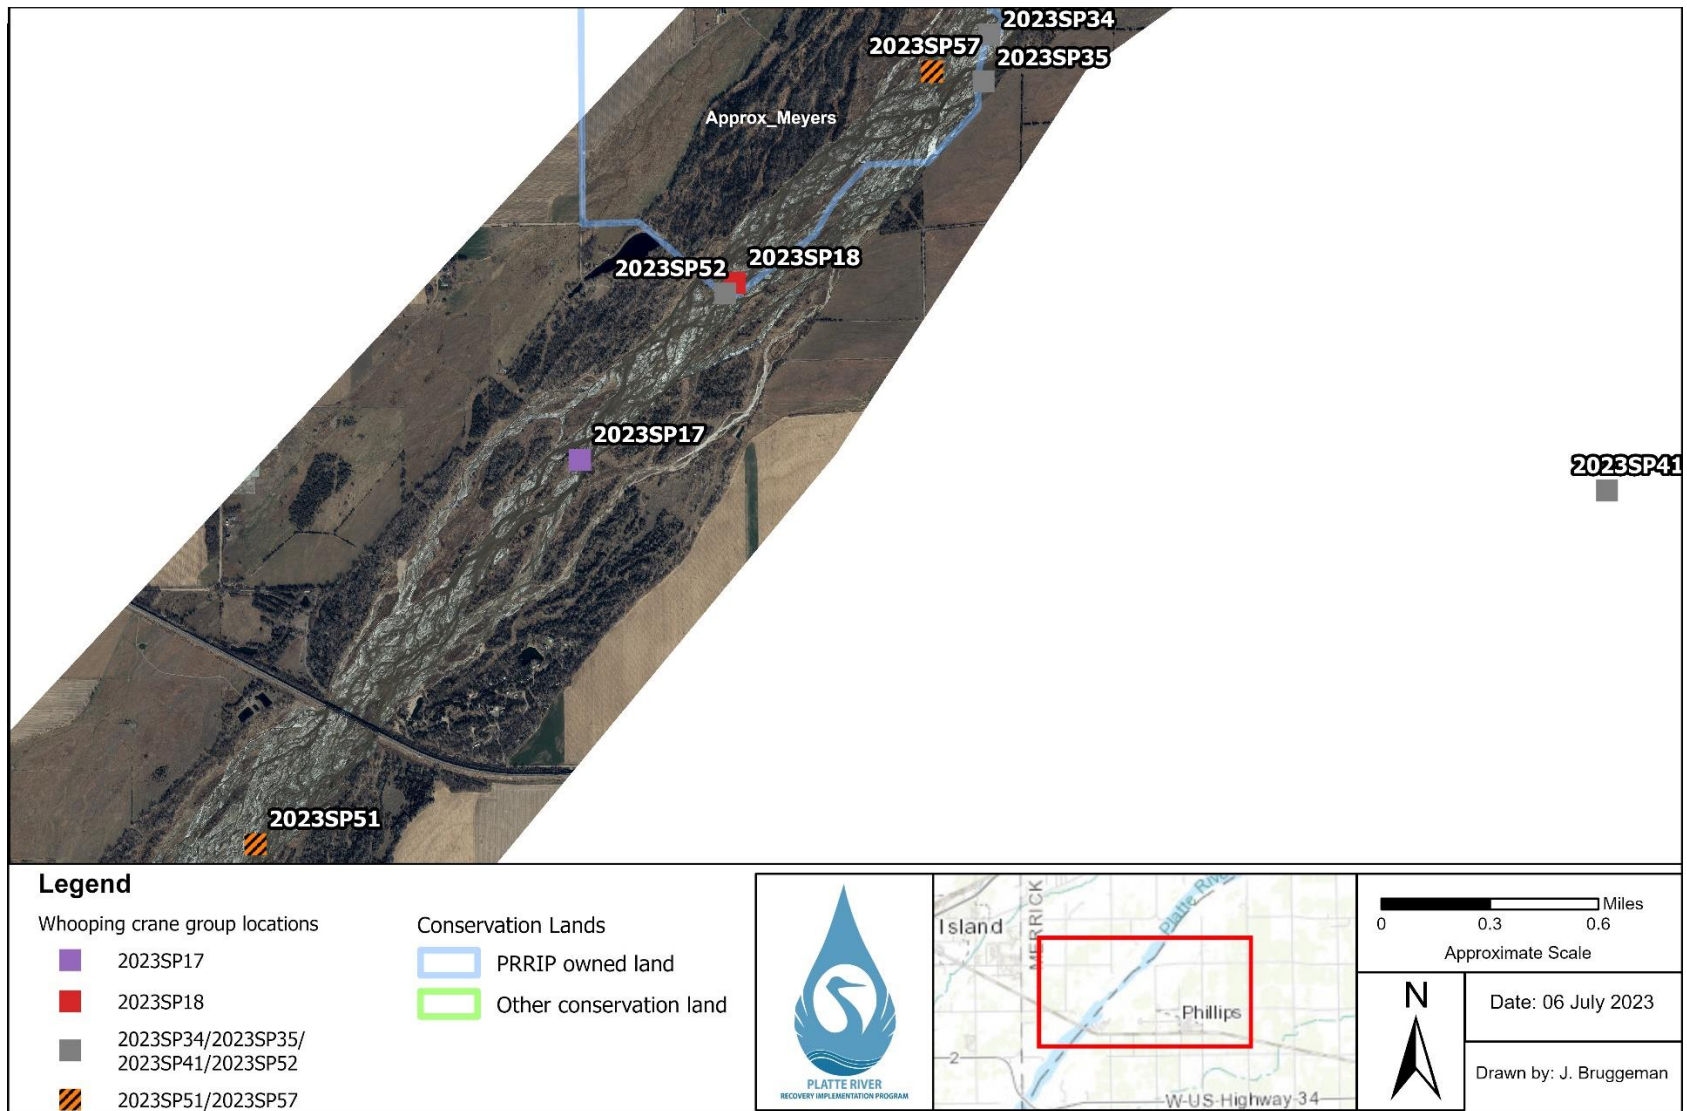 2023SP34
2023SP57
2023SP35
Approx_Meyers
2023SP18
2023SP52
2023SP17
2023SP41
2023SP51
Legend
Whooping crane group locations
2023SP17
2023SP18
2023SP34/2023SP35/
2023SP41/2023SP52
2023SP51/2023SP57
Conservation Lands
PRRIP owned land
Other conservation land
PLATTE RIVER
RECOVERY IMPLEMENTATION PROGRAM
Island
MERRICK
Platte River
Phillips
2
W-US-Highway-34
Miles
0 0.3 0.6
Approximate Scale
N
Date: 06 July 2023
Drawn by: J. Bruggeman